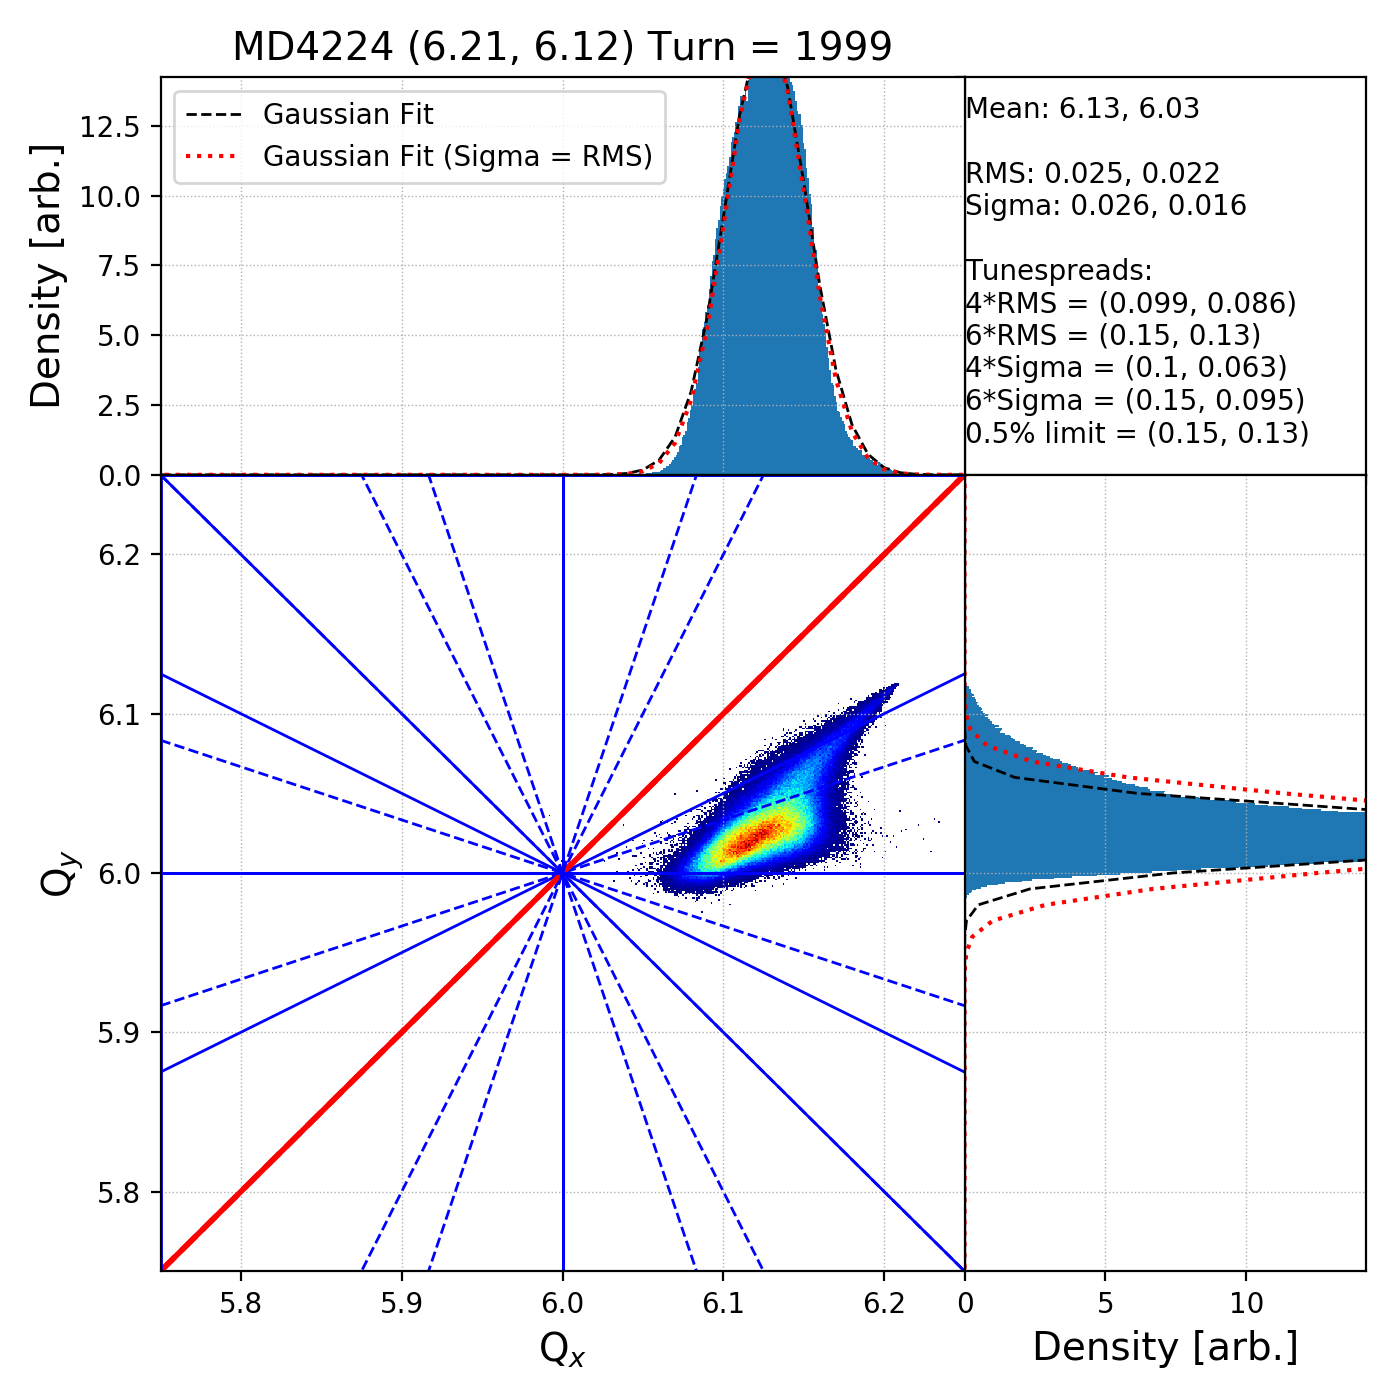 MD4224 (6.21, 6.12) Turn = 1999
Gaussian Fit
Gaussian Fit (Sigma = RMS)
Density [arb.]
12.5
10.0
7.5
5.0
2.5
0.0
Mean: 6.13, 6.03
RMS: 0.025, 0.022
Sigma: 0.026, 0.016
Tunespreads:
4*RMS = (0.099, 0.086)
6*RMS = (0.15, 0.13)
4*Sigma = (0.1, 0.063)
6*Sigma = (0.15, 0.095)
0.5% limit = (0.15, 0.13)
Qy
6.2
6.1
6.0
5.9
5.8
5.8 5.9 6.0 6.1 6.2
Qx
0 5 10
Density [arb.]